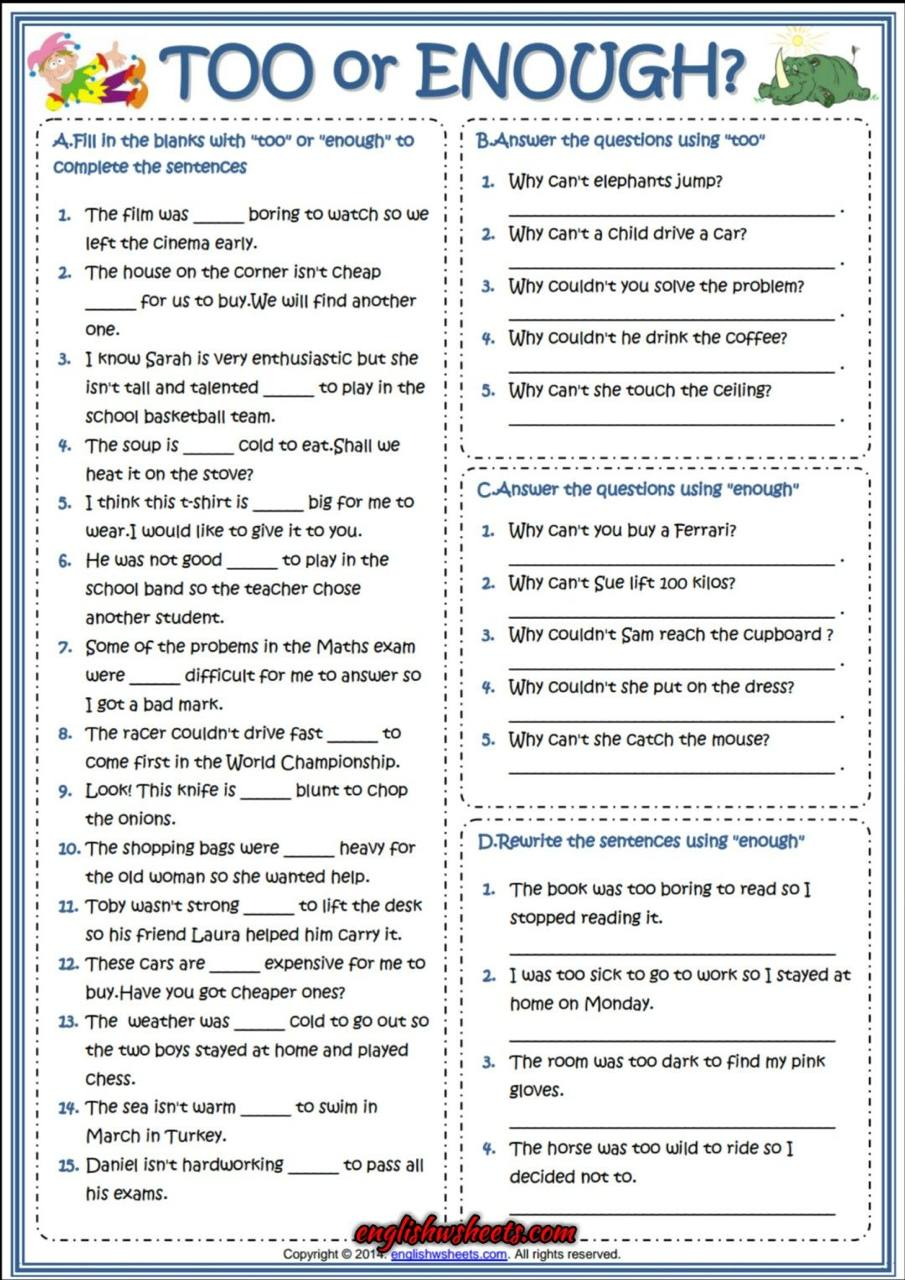 TOO or ENOUGH?
A.Fill in the blanks with "too" or "enough" to
complete the sentences
1. The film was ______ boring to watch so we
left the cinema early.
2. The house on the corner isn't cheap
______ for us to buy.We will find another
one.
3. I know Sarah is very enthusiastic but she
isn't tall and talented ______ to play in the
school basketball team.
4. The soup is ______ cold to eat.Shall we
heat it on the stove?
5. I think this t-shirt is ______ big for me to
wear.I would like to give it to you.
6. He was not good ______ to play in the
school band so the teacher chose
another student.
7. Some of the probems in the Maths exam
were ______ difficult for me to answer so
I got a bad mark.
8. The racer couldn't drive fast ______ to
come first in the World Championship.
9. Look! This knife is ______ blunt to chop
the onions.
10. The shopping bags were ______ heavy for
the old woman so she wanted help.
11. Toby wasn't strong ______ to lift the desk
so his friend Laura helped him carry it.
12. These cars are ______ expensive for me to
buy.Have you got cheaper ones?
13. The weather was ______ cold to go out so
the two boys stayed at home and played
chess.
14. The sea isn't warm ______ to swim in
March in Turkey.
15. Daniel isn't hardworking ______ to pass all
his exams.
B.Answer the questions using "too"
1. Why can't elephants jump?
______________________________ .
2. Why can't a child drive a car?
______________________________ .
3. Why couldn't you solve the problem?
______________________________ .
4. Why couldn't he drink the coffee?
______________________________ .
5. Why can't she touch the ceiling?
______________________________ .
C.Answer the questions using "enough"
1. Why can't you buy a Ferrari?
______________________________ .
2. Why can't Sue lift 100 kilos?
______________________________ .
3. Why couldn't Sam reach the cupboard ?
______________________________ .
4. Why couldn't she put on the dress?
______________________________ .
5. Why can't she catch the mouse?
______________________________ .
D.Rewrite the sentences using "enough"
1. The book was too boring to read so I
stopped reading it.
______________________________
2. I was too sick to go to work so I stayed at
home on Monday.
______________________________
3. The room was too dark to find my pink
gloves.
______________________________
4. The horse was too wild to ride so I
decided not to.
______________________________
englishwsheets.com
Copyright © 2014. englishwsheets.com. All rights reserved.